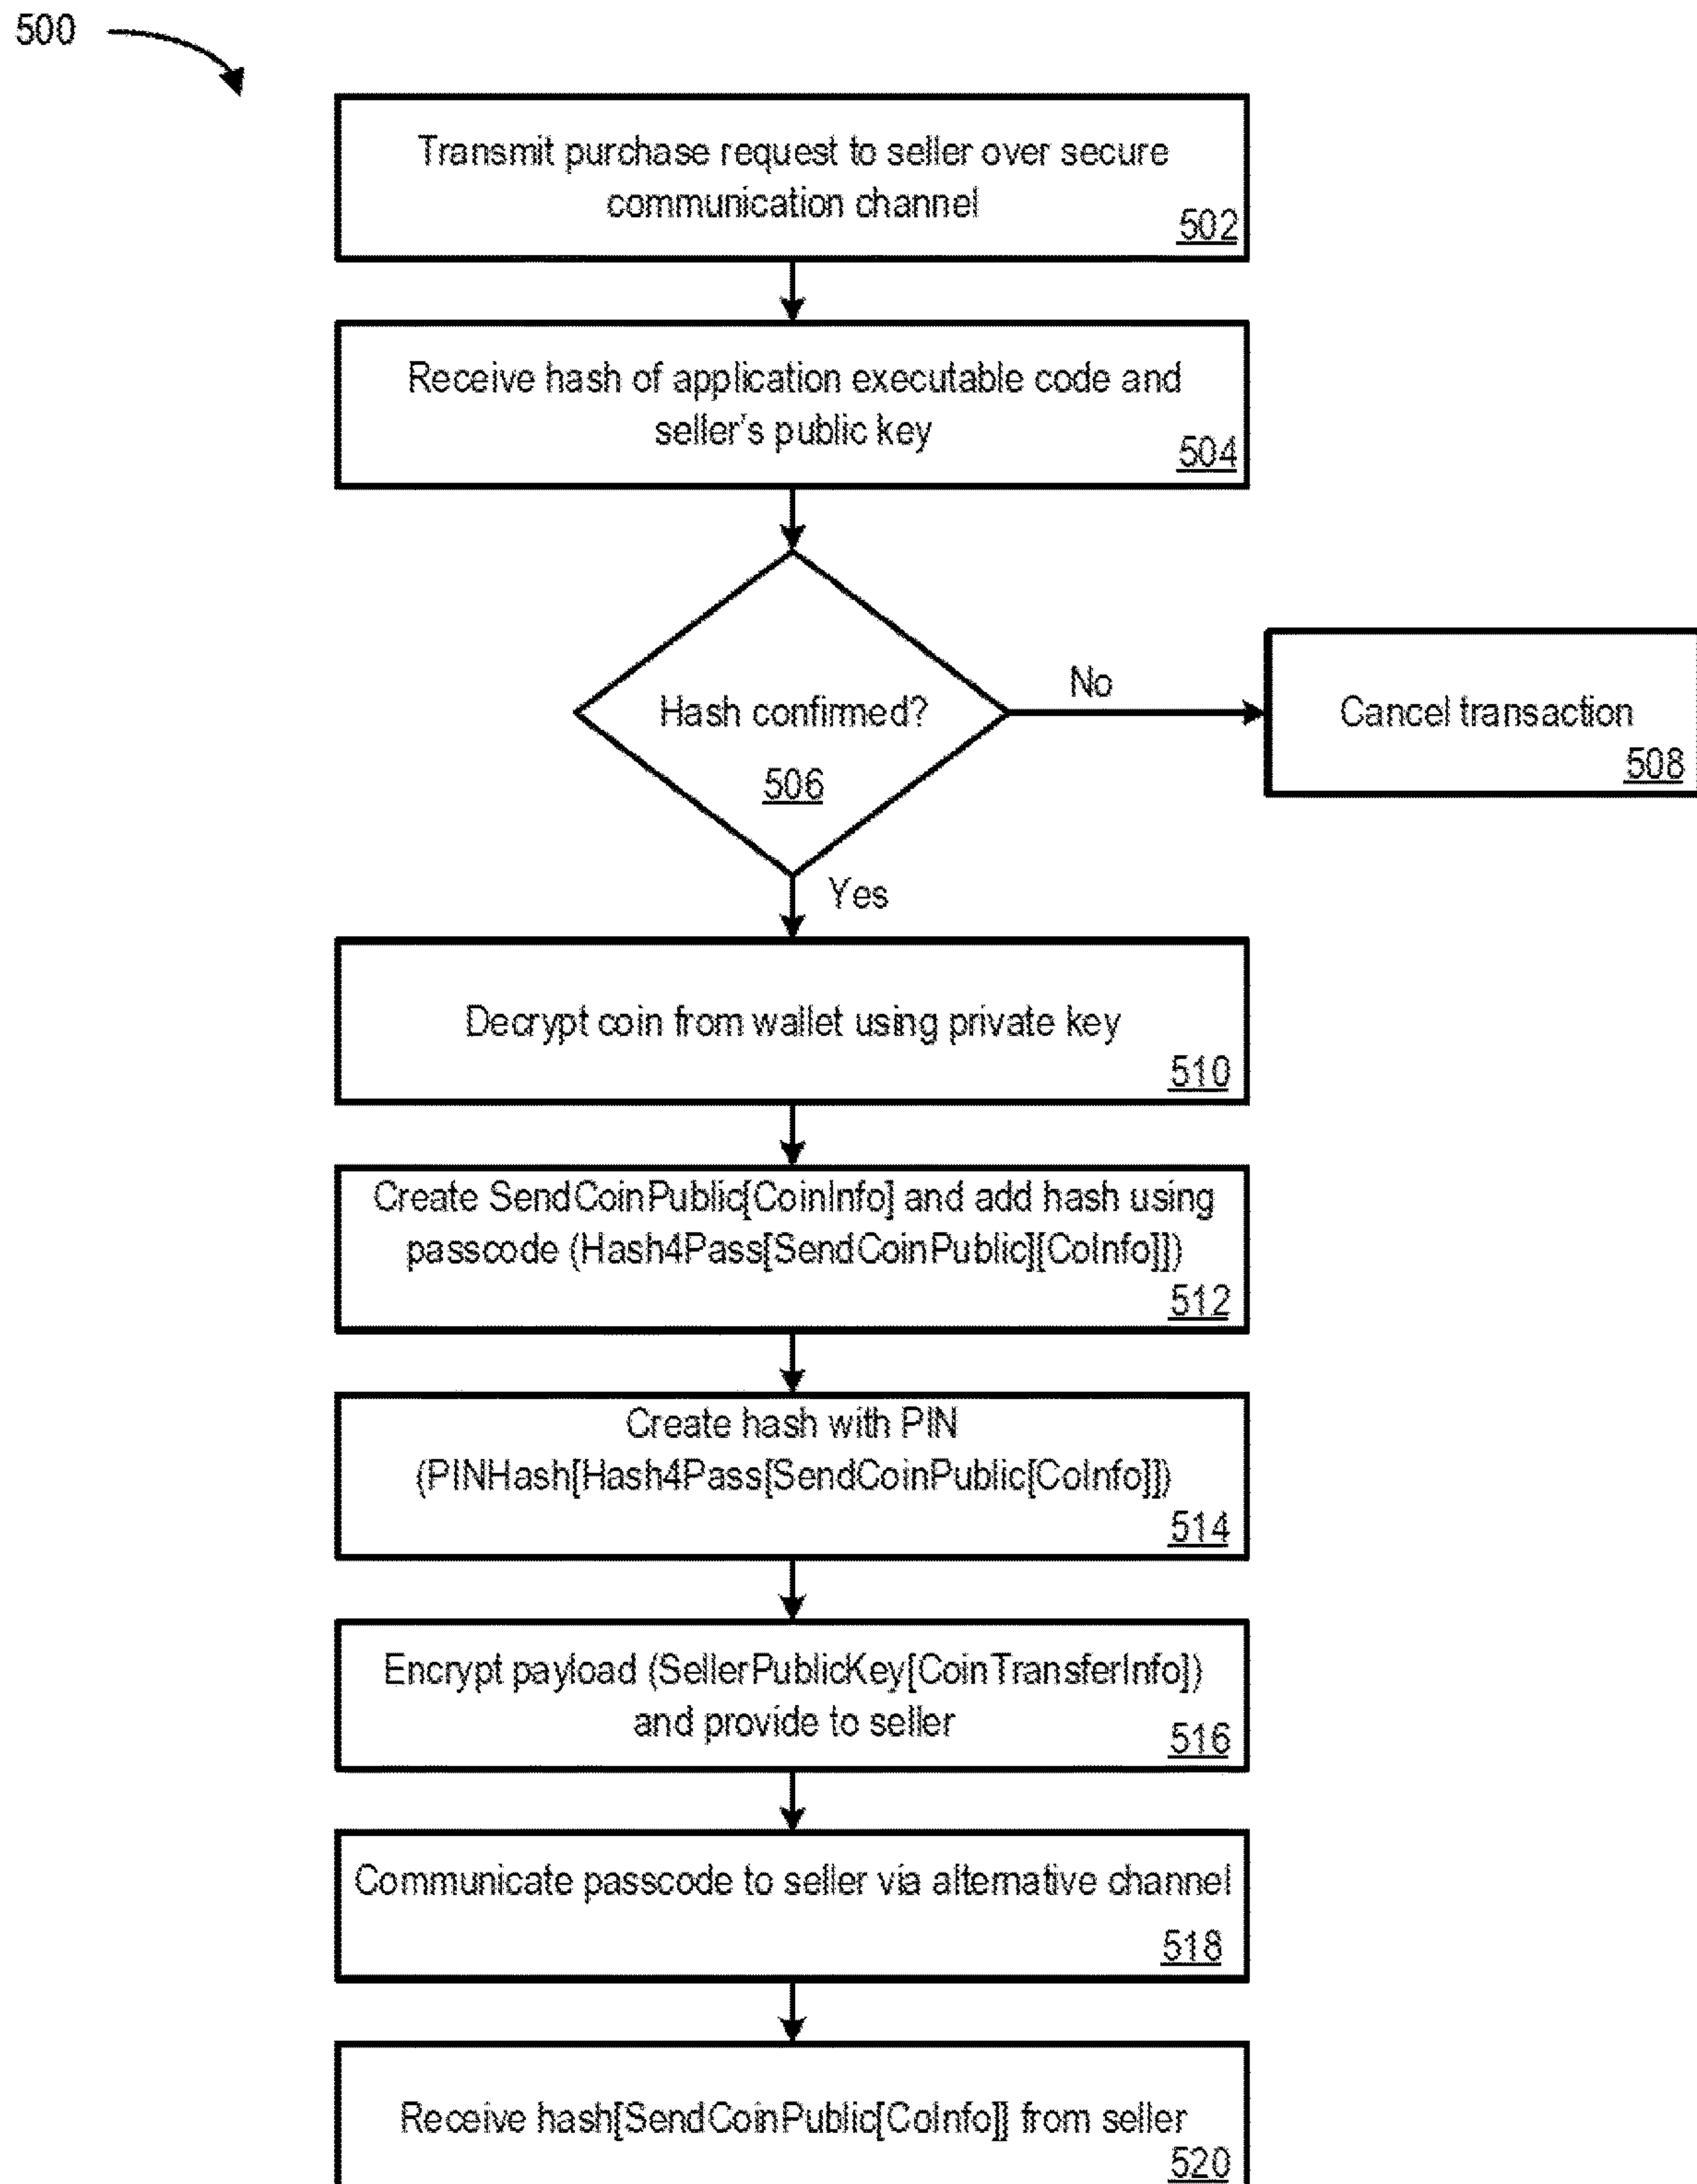 500
Transmit purchase request to seller over secure
communication channel
502
Receive hash of application executable code and
seller's public key
504
Hash confirmed?
506
No
Cancel transaction
508
Yes
Decrypt coin from wallet using private key
510
Create SendCoinPublic[CoinInfo] and add hash using
passcode (Hash4Pass[SendCoinPublic][CoInfo]])
512
Create hash with PIN
(PINHash[Hash4Pass[SendCoinPublic[CoInfo]])
514
Encrypt payload (SellerPublicKey[CoinTransferInfo])
and provide to seller
516
Communicate passcode to seller via alternative channel
518
Receive hash[SendCoinPublic[CoInfo]] from seller
520